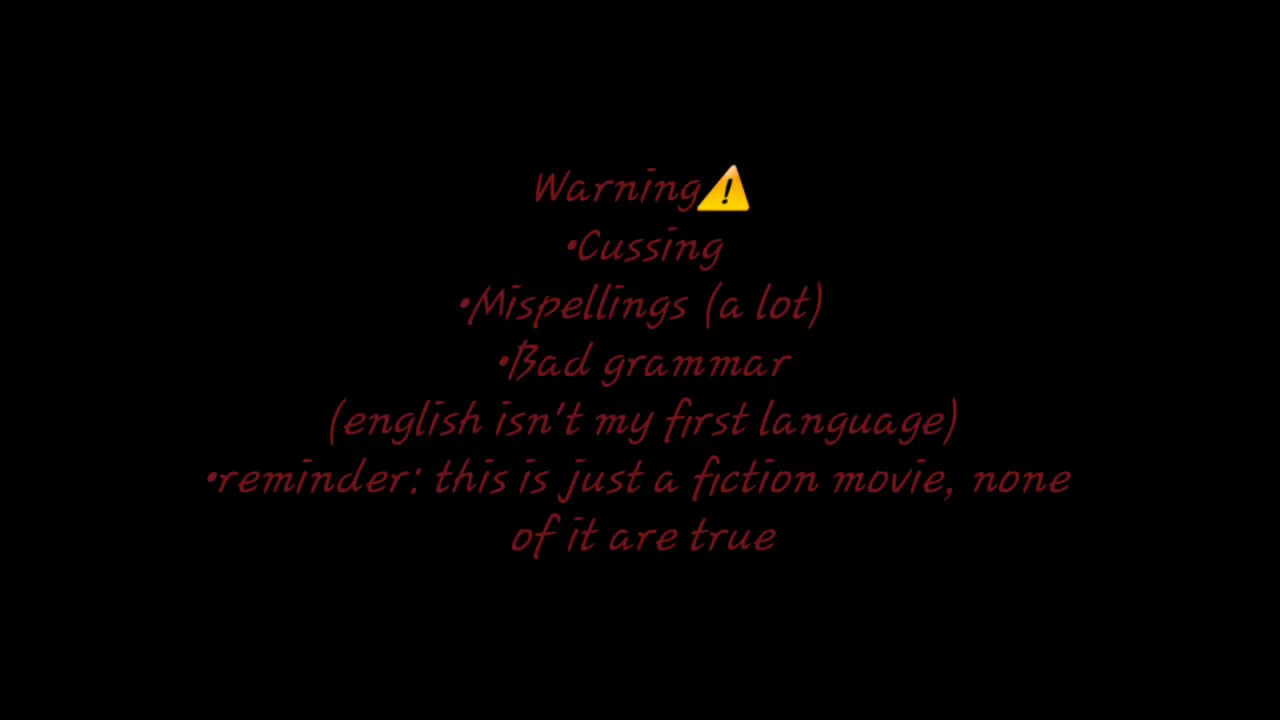 Warning⚠️
•Cussing
•Mispellings (a lot)
•Bad grammar
(english isn't my first language)
•reminder: this is just a fiction movie, none
of it are true